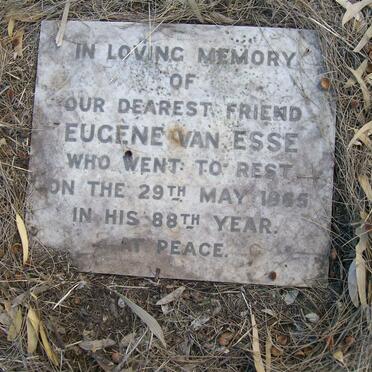 IN LOVING MEMORY
OF
OUR DEAREST FRIEND
EUGENE VAN ESSE
WHO WENT TO REST
ON THE 29TH MAY 1965
IN HIS 88TH YEAR.
AT PEACE.